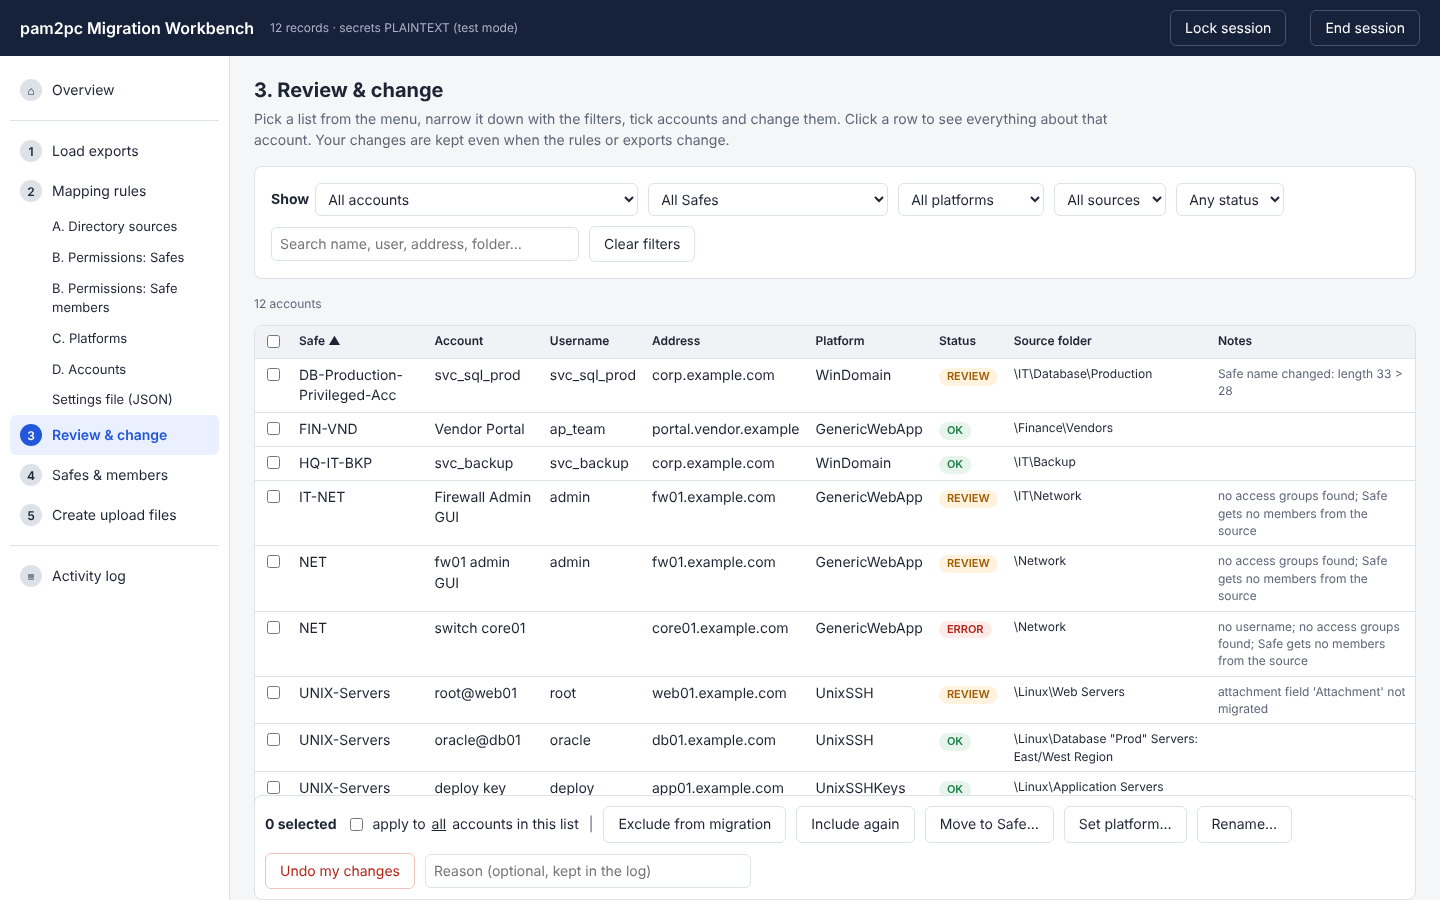 pam2pc Migration Workbench
12 records · secrets PLAINTEXT (test mode)
Lock session
End session
Overview
1 Load exports
2 Mapping rules
A. Directory sources
B. Permissions: Safes
B. Permissions: Safe
members
C. Platforms
D. Accounts
Settings file (JSON)
3 Review & change
4 Safes & members
5 Create upload files
Activity log
3. Review & change
Pick a list from the menu, narrow it down with the filters, tick accounts and change them. Click a row to see everything about that
account. Your changes are kept even when the rules or exports change.
Show All accounts All Safes All platforms All sources Any status
Search name, user, address, folder... Clear filters
12 accounts
Safe ▲ Account Username Address Platform Status Source folder Notes
DB-Production- svc_sql_prod svc_sql_prod corp.example.com WinDomain REVIEW \IT\Database\Production Safe name changed: length 33 >
Privileged-Acc 28
FIN-VND Vendor Portal ap_team portal.vendor.example GenericWebApp OK \Finance\Vendors
HQ-IT-BKP svc_backup svc_backup corp.example.com WinDomain OK \IT\Backup
IT-NET Firewall Admin admin fw01.example.com GenericWebApp REVIEW \IT\Network no access groups found; Safe
GUI gets no members from the
source
NET fw01 admin admin fw01.example.com GenericWebApp REVIEW \Network no access groups found; Safe
GUI gets no members from the
source
NET switch core01 core01.example.com GenericWebApp ERROR \Network no username; no access groups
found; Safe gets no members
from the source
UNIX-Servers root@web01 root web01.example.com UnixSSH REVIEW \Linux\Web Servers attachment field 'Attachment' not
migrated
UNIX-Servers oracle@db01 oracle db01.example.com UnixSSH OK \Linux\Database "Prod" Servers:
East/West Region
UNIX-Servers deploy key deploy app01.example.com UnixSSHKeys OK \Linux\Application Servers
0 selected apply to all accounts in this list | Exclude from migration Include again Move to Safe... Set platform... Rename...
Undo my changes Reason (optional, kept in the log)